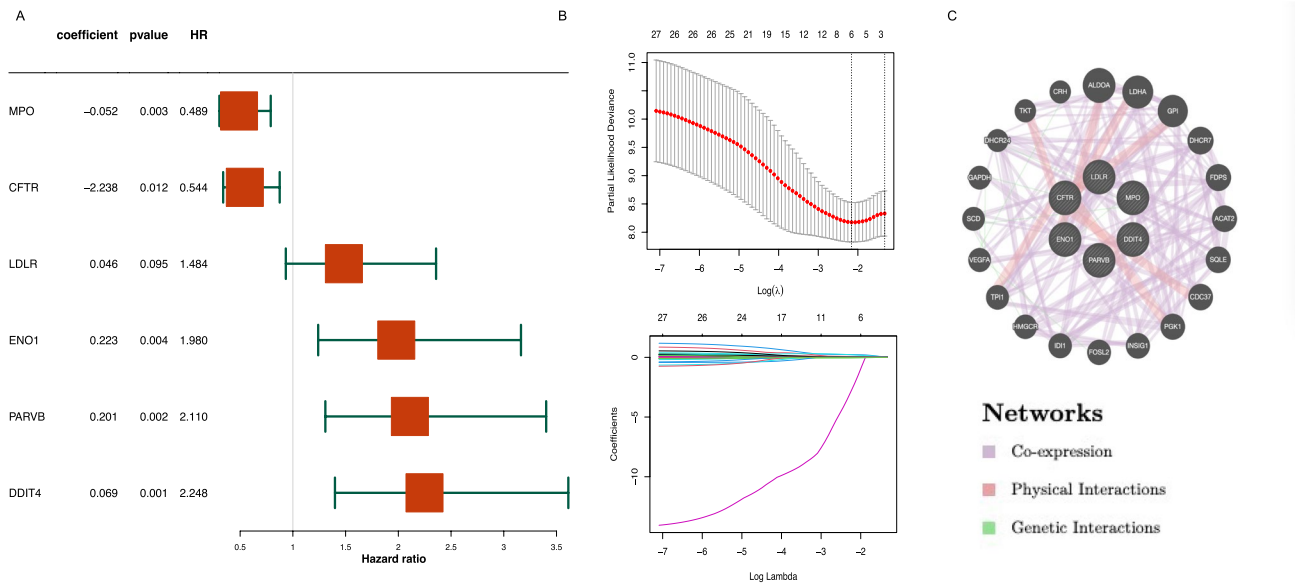 A
coefficient pvalue HR
MPO −0.052 0.003 0.489
CFTR −2.238 0.012 0.544
LDLR 0.046 0.095 1.484
ENO1 0.223 0.004 1.980
PARVB 0.201 0.002 2.110
DDIT4 0.069 0.001 2.248
0.5 1 1.5 2 2.5 3 3.5
Hazard ratio
B
27 26 26 26 25 21 19 15 12 12 8 6 5 3
Partial Likelihood Deviance
11.0
10.0
9.5
9.0
8.5
8.0
−7 −6 −5 −4 −3 −2
Log(λ)
27 26 24 17 11 6
Coefficients
0
−5
−10
−7 −6 −5 −4 −3 −2
Log Lambda
C
ALDOA
LDHA
GPI
DHCR7
FDPS
ACAT2
SQLE
CDC37
PGK1
INSIG1
FOSL2
IDI1
HMGCR
TPI1
VEGFA
SCD
GAPDH
DHCR24
TKT
CRH
LDLR
MPO
DDIT4
PARVB
ENO1
CFTR
Networks
Co-expression
Physical Interactions
Genetic Interactions